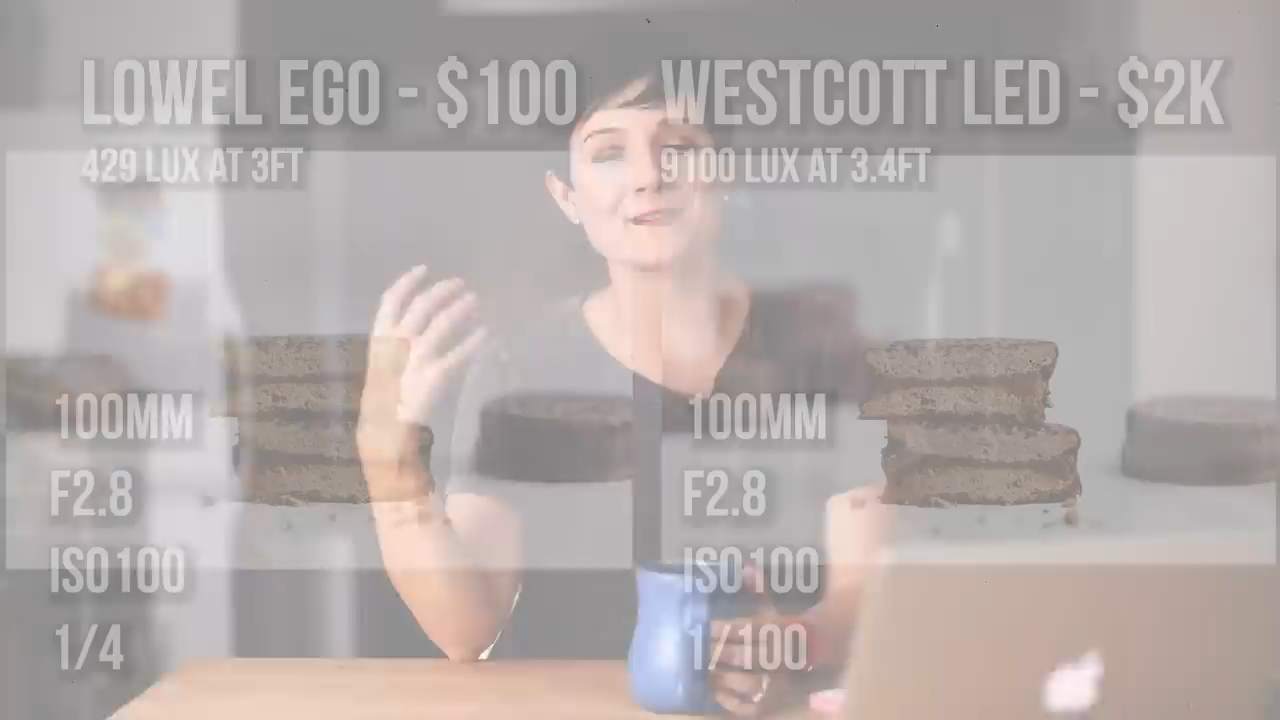 LOWEL EGO - $100
429 LUX AT 3FT
100MM
F2.8
ISO100
1/4
WESTCOTT LED - $2K
9100 LUX AT 3.4FT
100MM
F2.8
ISO100
1/100